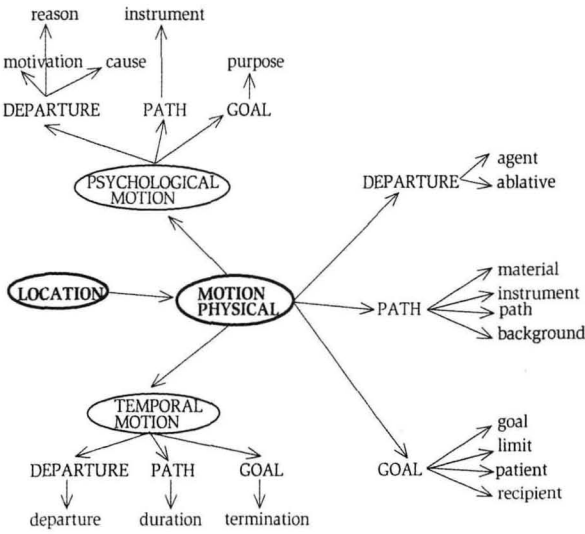 reason
instrument
motivation
cause
purpose
DEPARTURE
PATH
GOAL
PSYCHOLOGICAL
MOTION
DEPARTURE
agent
ablative
LOCATION
MOTION
PHYSICAL
PATH
material
instrument
path
background
TEMPORAL
MOTION
DEPARTURE
PATH
GOAL
departure
duration
termination
GOAL
goal
limit
patient
recipient